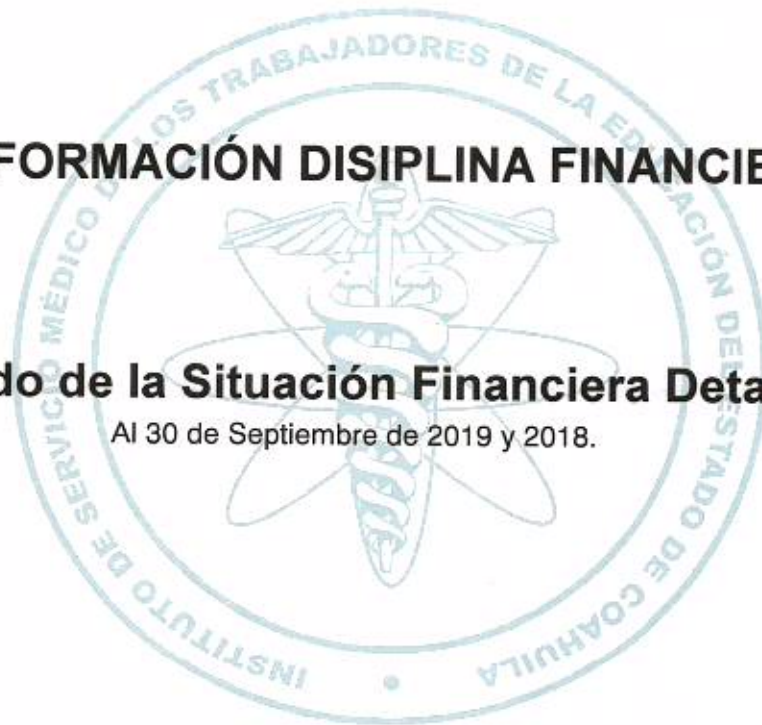 FORMACIÓN DISIPLINA FINANCIE
do de la Situación Financiera Deta
Al 30 de Septiembre de 2019 y 2018.
INSTITUTO DE SERVICIO MÉDICO DE LOS TRABAJADORES DE LA EDUCACIÓN DEL ESTADO DE COAHUILA